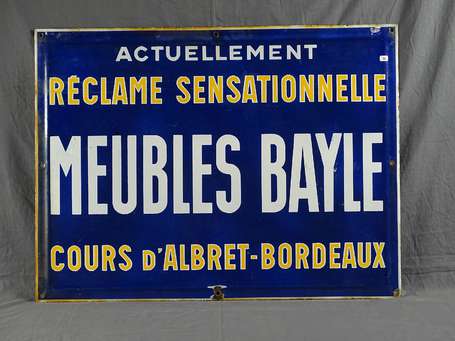 ACTUELLEMENT
RÉCLAME SENSATIONNELLE
MEUBLES BAYLE
COURS D'ALBRET-BORDEAUX